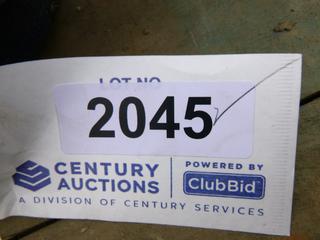 LOT NO
2045
CENTURY
AUCTIONS
POWERED BY
ClubBid
A DIVISION OF CENTURY SERVICES